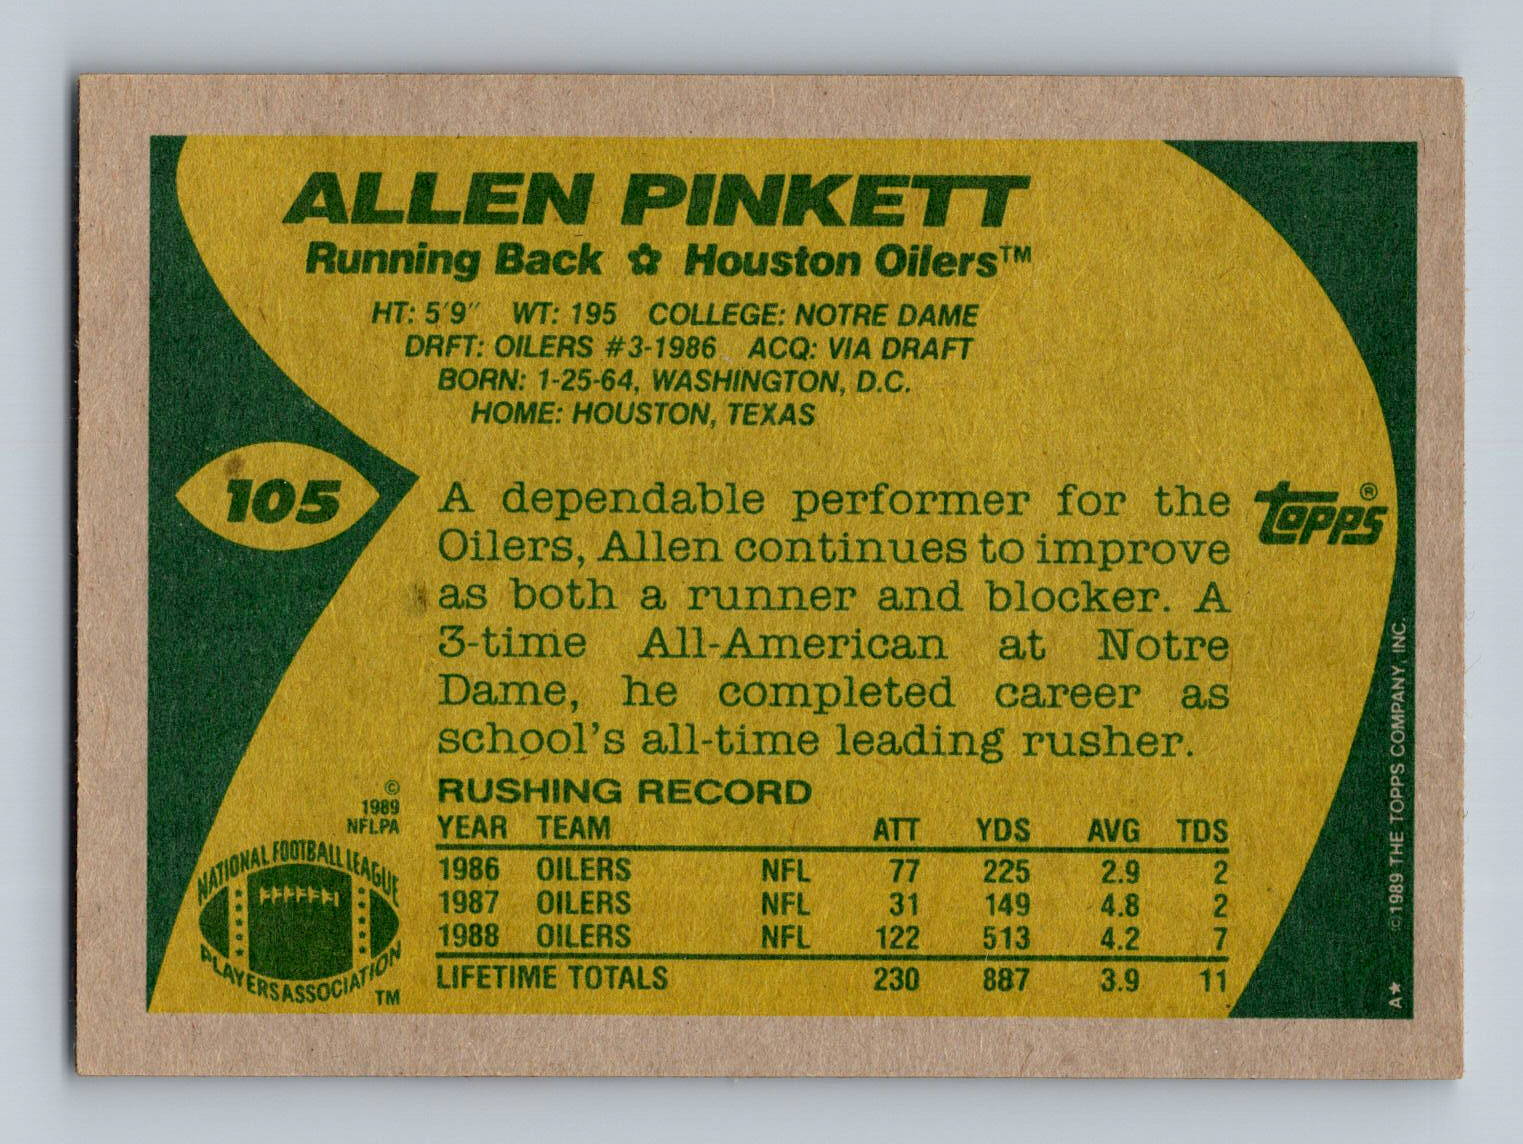 ALLEN PINKETT
Running Back ✿ Houston Oilers™
HT: 5'9" WT: 195 COLLEGE: NOTRE DAME
DRFT: OILERS #3-1986 ACQ: VIA DRAFT
BORN: 1-25-64, WASHINGTON, D.C.
HOME: HOUSTON, TEXAS
105
A dependable performer for the
Oilers, Allen continues to improve
as both a runner and blocker. A
3-time All-American at Notre
Dame, he completed career as
school's all-time leading rusher.
topps®
© 1989 NFLPA
NATIONAL FOOTBALL LEAGUE
PLAYERS ASSOCIATION
TM
RUSHING RECORD
YEAR TEAM ATT YDS AVG TDS
1986 OILERS NFL 77 225 2.9 2
1987 OILERS NFL 31 149 4.8 2
1988 OILERS NFL 122 513 4.2 7
LIFETIME TOTALS 230 887 3.9 11
A★ ©1989 THE TOPPS COMPANY, INC.